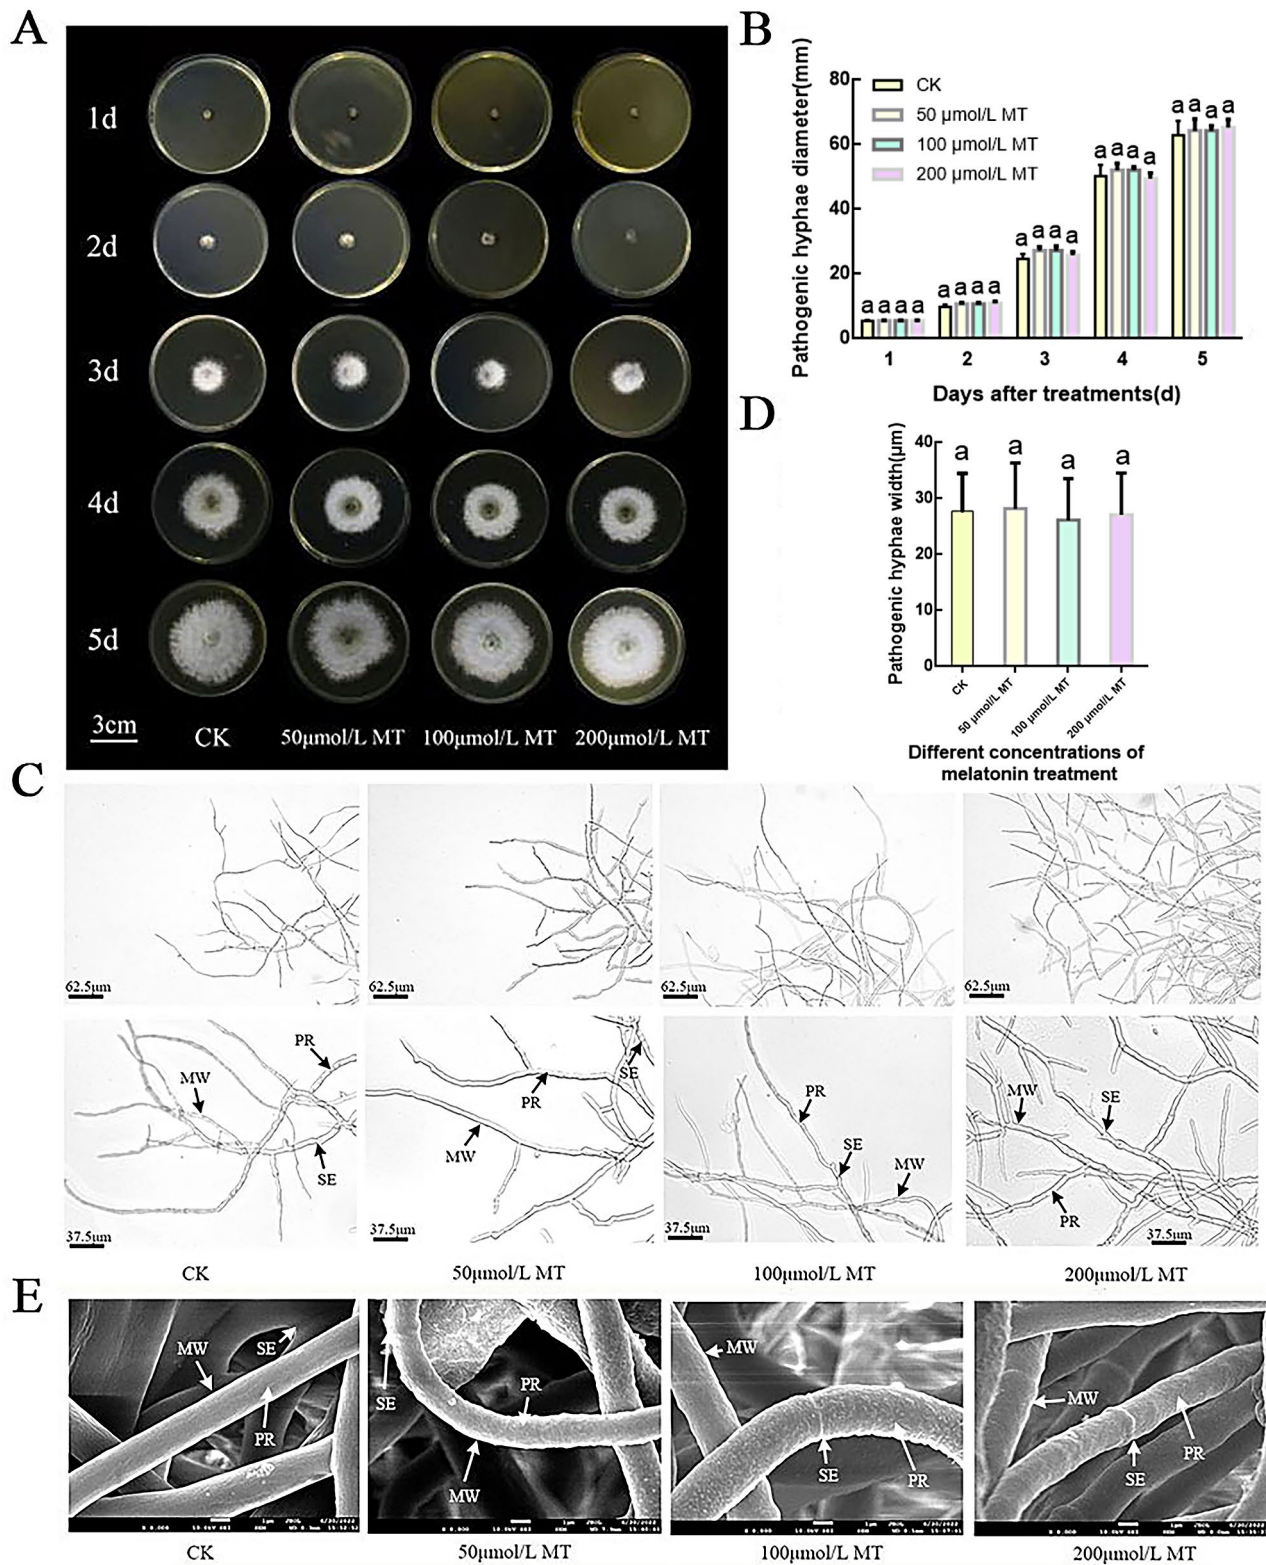 A
1d
2d
3d
4d
5d
3cm
CK
50μmol/L MT
100μmol/L MT
200μmol/L MT
B
Pathogenic hyphae diameter(mm)
80
60
40
20
0
CK
50 μmol/L MT
100 μmol/L MT
200 μmol/L MT
a a a a
a a a a
a a a a
a a a a
a a a a
1 2 3 4 5
Days after treatments(d)
D
Pathogenic hyphae width(μm)
40
30
20
10
0
a a a a
CK
50 μmol/L MT
100 μmol/L MT
200 μmol/L MT
Different concentrations of
melatonin treatment
C
62.5μm
62.5μm
62.5μm
62.5μm
PR
MW
SE
37.5μm
SE
PR
MW
37.5μm
PR
SE
MW
37.5μm
MW
SE
PR
37.5μm
CK
50μmol/L MT
100μmol/L MT
200μmol/L MT
E
MW
SE
PR
PR
SE
MW
MW
SE
PR
MW
PR
SE
CK
50μmol/L MT
100μmol/L MT
200μmol/L MT